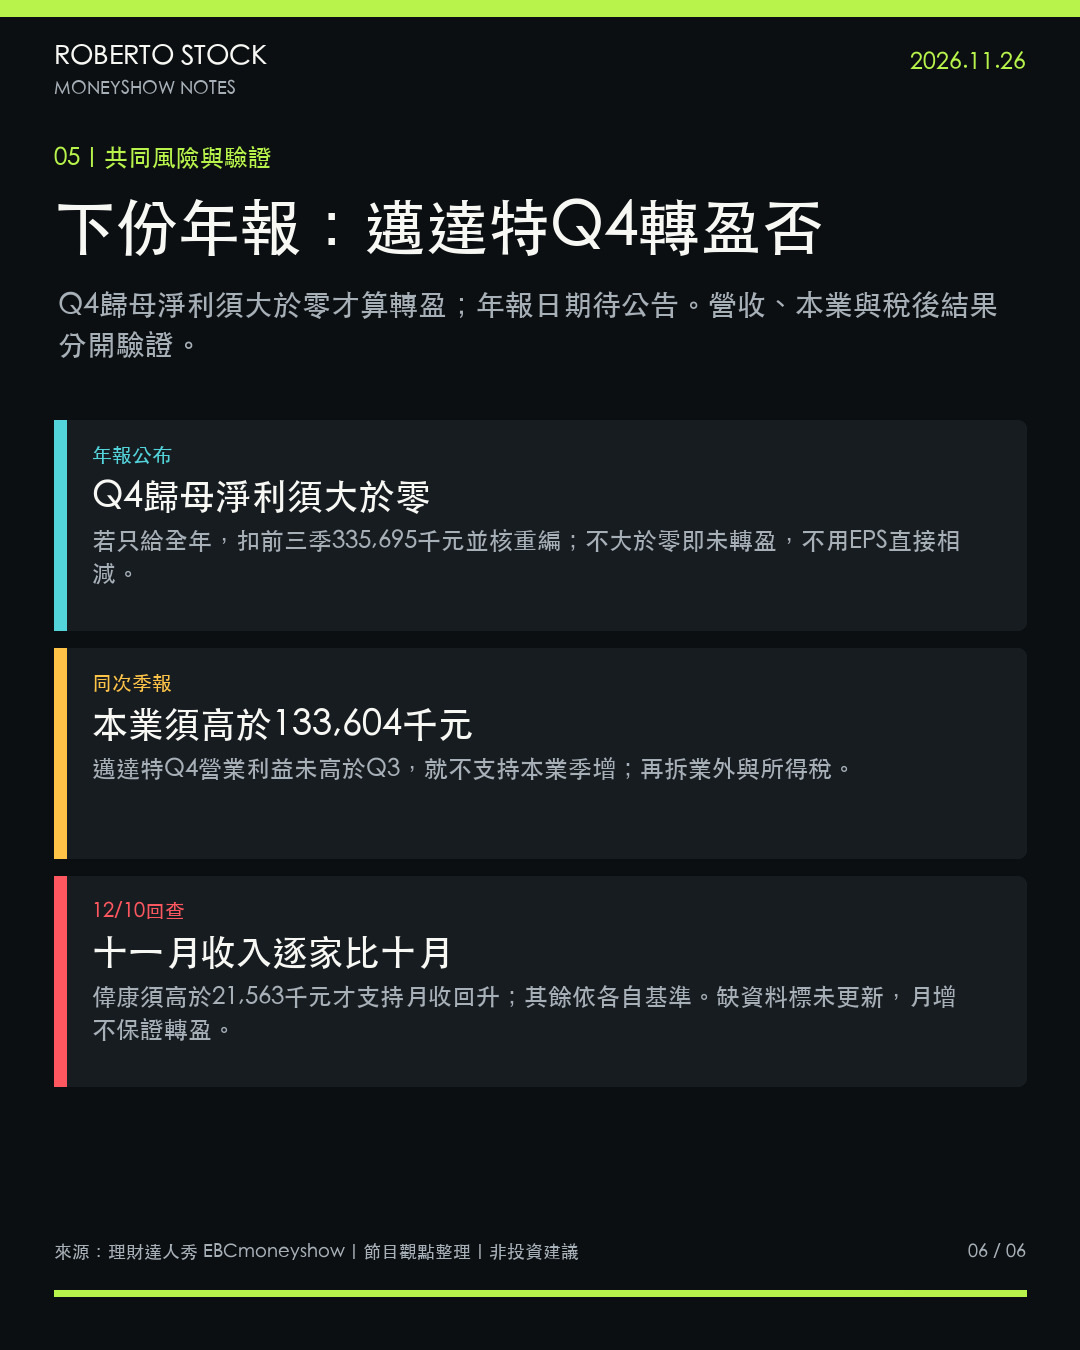 ROBERTO STOCK
MONEYSHOW NOTES
2026.11.26
05｜共同風險與驗證
下份年報：邁達特Q4轉盈否
Q4歸母淨利須大於零才算轉盈；年報日期待公告。營收、本業與稅後結果
分開驗證。
年報公布
Q4歸母淨利須大於零
若只給全年，扣前三季335,695千元並核重編；不大於零即未轉盈，不用EPS直接相
減。
同次季報
本業須高於133,604千元
邁達特Q4營業利益未高於Q3，就不支持本業季增；再拆業外與所得稅。
12/10回查
十一月收入逐家比十月
偉康須高於21,563千元才支持月收回升；其餘依各自基準。缺資料標未更新，月增
不保證轉盈。
來源：理財達人秀 EBCmoneyshow｜節目觀點整理｜非投資建議
06 / 06